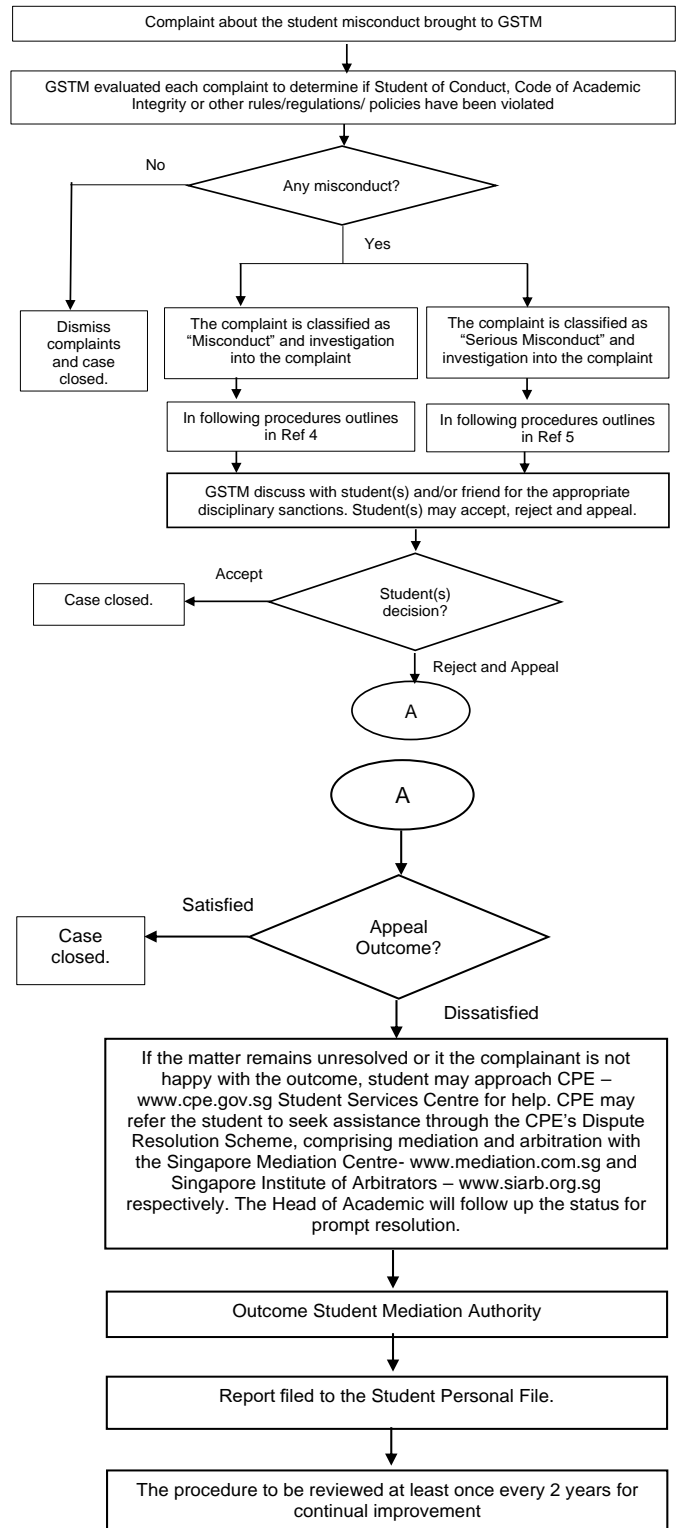 Complaint about the student misconduct brought to GSTM
GSTM evaluated each complaint to determine if Student of Conduct, Code of Academic
Integrity or other rules/regulations/ policies have been violated
No
Any misconduct?
Yes
Dismiss
complaints
and case
closed.
The complaint is classified as
“Misconduct” and investigation
into the complaint
The complaint is classified as
“Serious Misconduct” and
investigation into the complaint
In following procedures outlines
in Ref 4
In following procedures outlines
in Ref 5
GSTM discuss with student(s) and/or friend for the appropriate
disciplinary sanctions. Student(s) may accept, reject and appeal.
Accept
Case closed.
Student(s)
decision?
Reject and Appeal
A
A
Satisfied
Case
closed.
Appeal
Outcome?
Dissatisfied
If the matter remains unresolved or it the complainant is not
happy with the outcome, student may approach CPE –
www.cpe.gov.sg Student Services Centre for help. CPE may
refer the student to seek assistance through the CPE’s Dispute
Resolution Scheme, comprising mediation and arbitration with
the Singapore Mediation Centre- www.mediation.com.sg and
Singapore Institute of Arbitrators – www.siarb.org.sg
respectively. The Head of Academic will follow up the status for
prompt resolution.
Outcome Student Mediation Authority
Report filed to the Student Personal File.
The procedure to be reviewed at least once every 2 years for
continual improvement